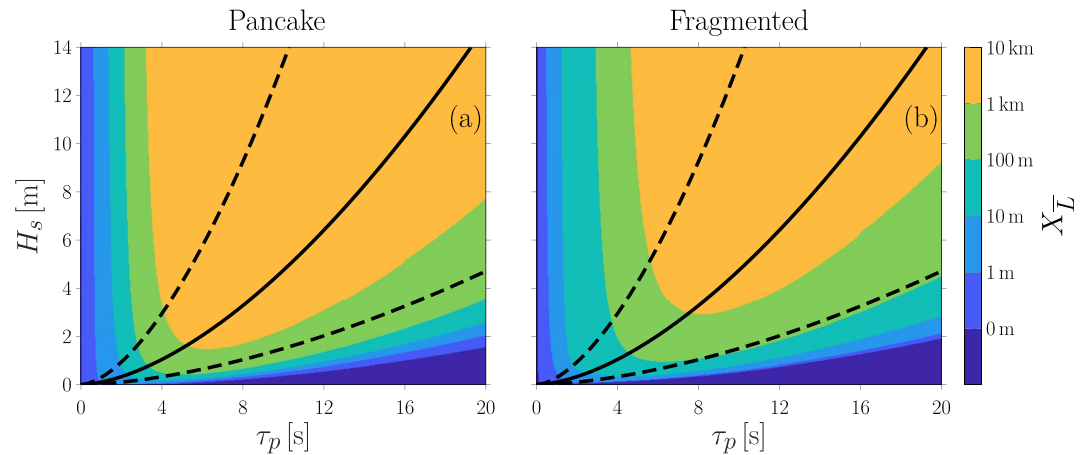 Pancake
Fragmented
14
12
10
8
6
4
2
0
H_s [m]
(a)
(b)
0 4 8 12 16 20
0 4 8 12 16 20
τ_p [s]
τ_p [s]
10 km
1 km
100 m
10 m
1 m
0 m
X_L̅